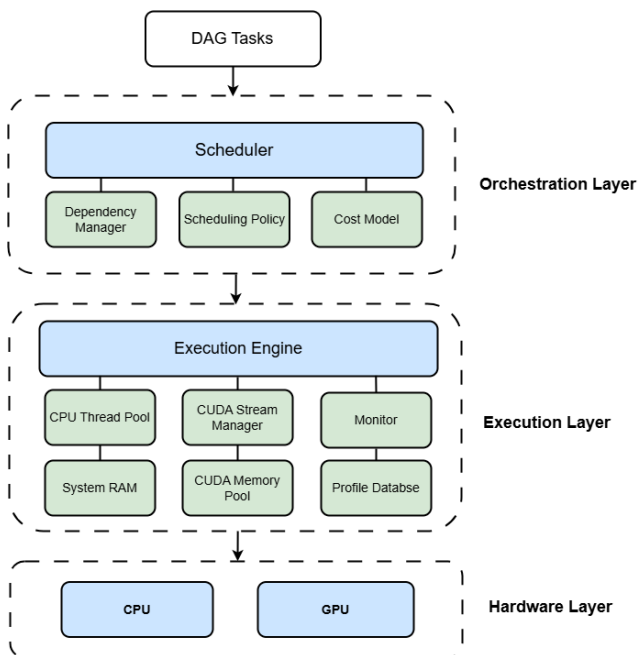 DAG Tasks
Scheduler
Orchestration Layer
Dependency
Manager
Scheduling Policy
Cost Model
Execution Engine
CPU Thread Pool
CUDA Stream
Manager
Monitor
Execution Layer
System RAM
CUDA Memory
Pool
Profile Databse
CPU
GPU
Hardware Layer